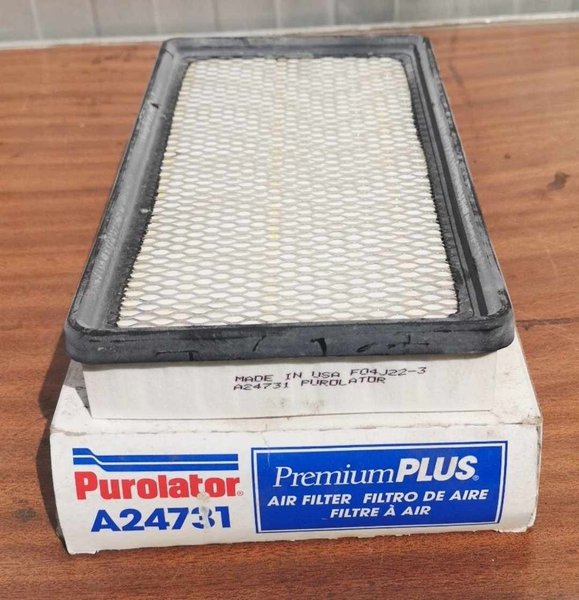 MADE IN USA F04J22-3
A24731 PUROLATOR
Purolator®
A24731
PremiumPLUS®
AIR FILTER FILTRO DE AIRE
FILTRE À AIR